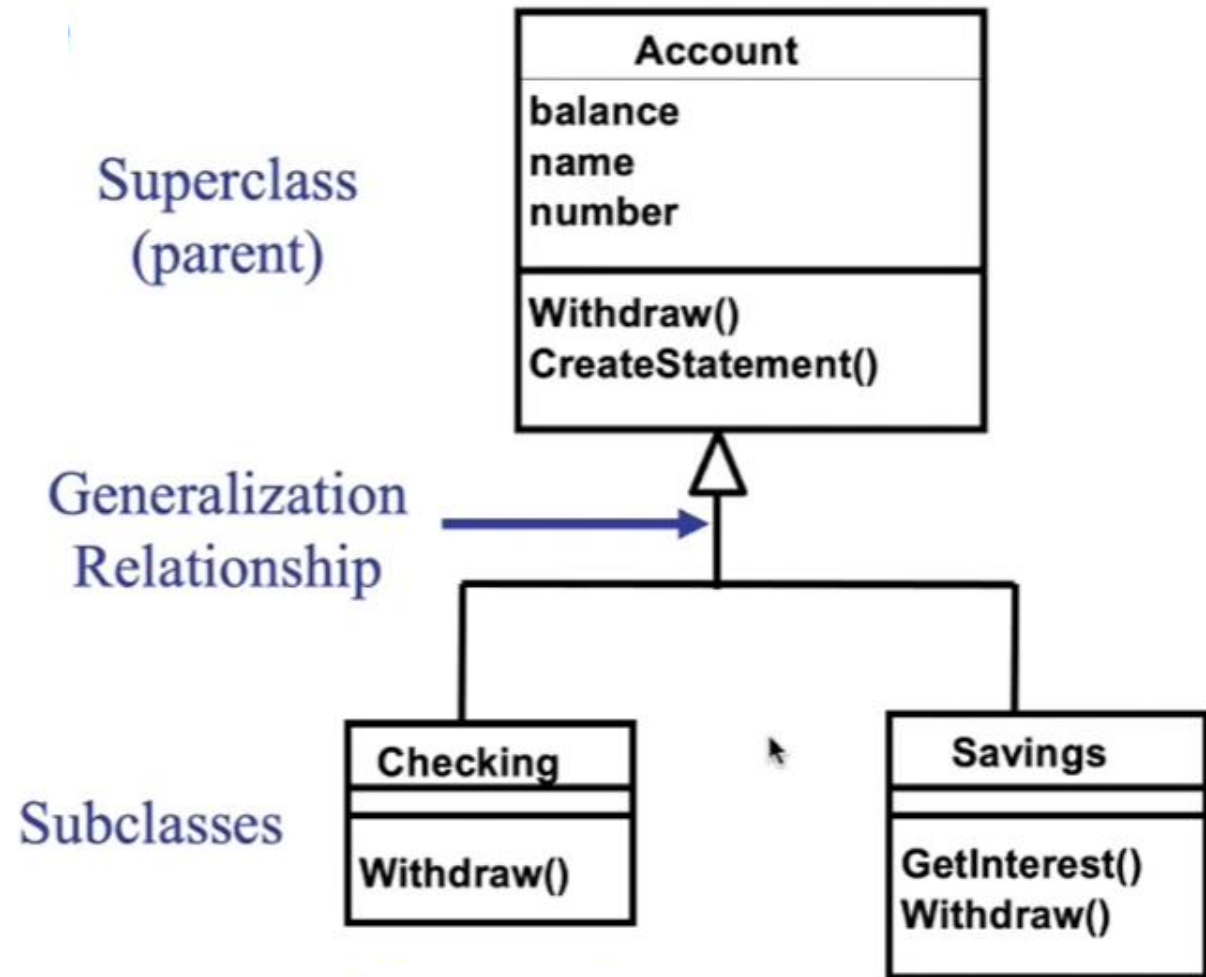 Account
balance
name
number
Withdraw()
CreateStatement()
Superclass
(parent)
Generalization
Relationship
Subclasses
Checking
Withdraw()
Savings
GetInterest()
Withdraw()